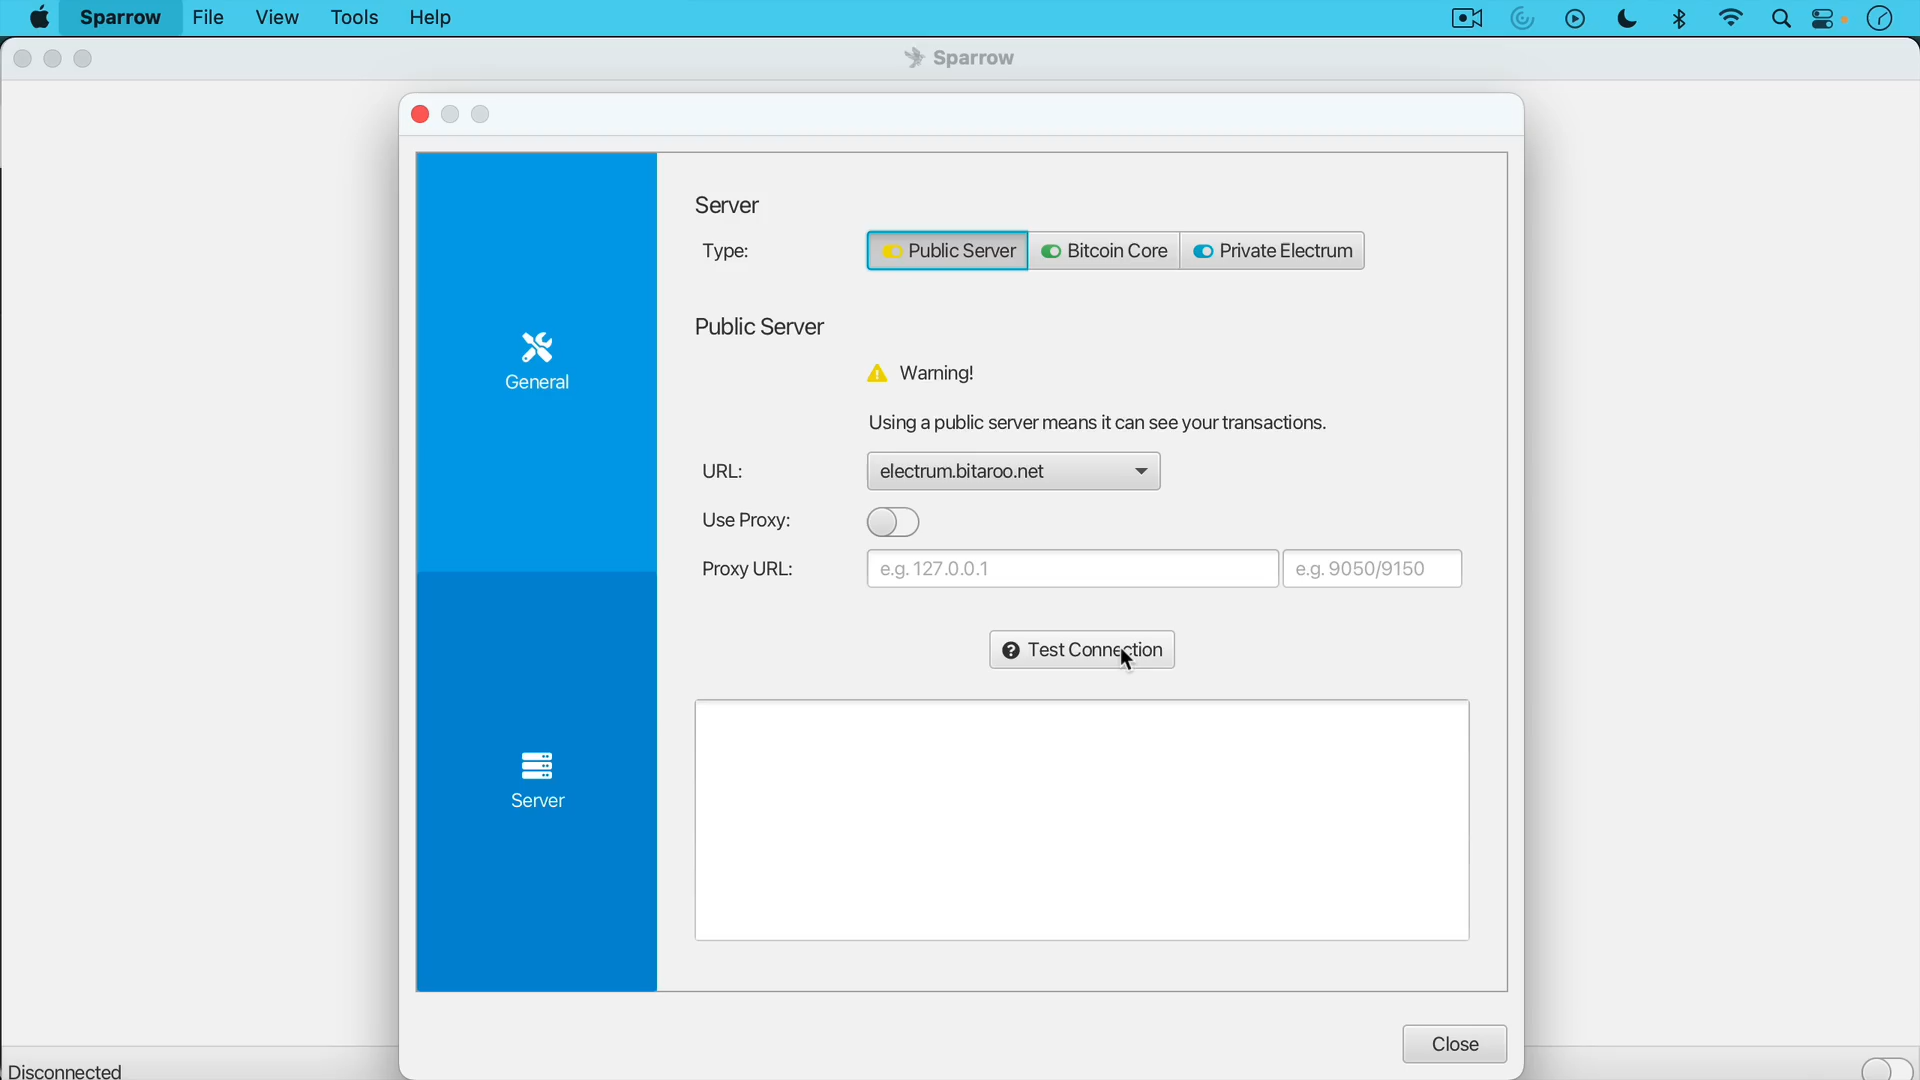 Sparrow File View Tools Help
Sparrow
Server
Type: Public Server Bitcoin Core Private Electrum
Public Server
Warning!
Using a public server means it can see your transactions.
General
URL: electrum.bitaroo.net
Use Proxy:
Proxy URL: e.g. 127.0.0.1 e.g. 9050/9150
Test Connection
Server
Close
Disconnected